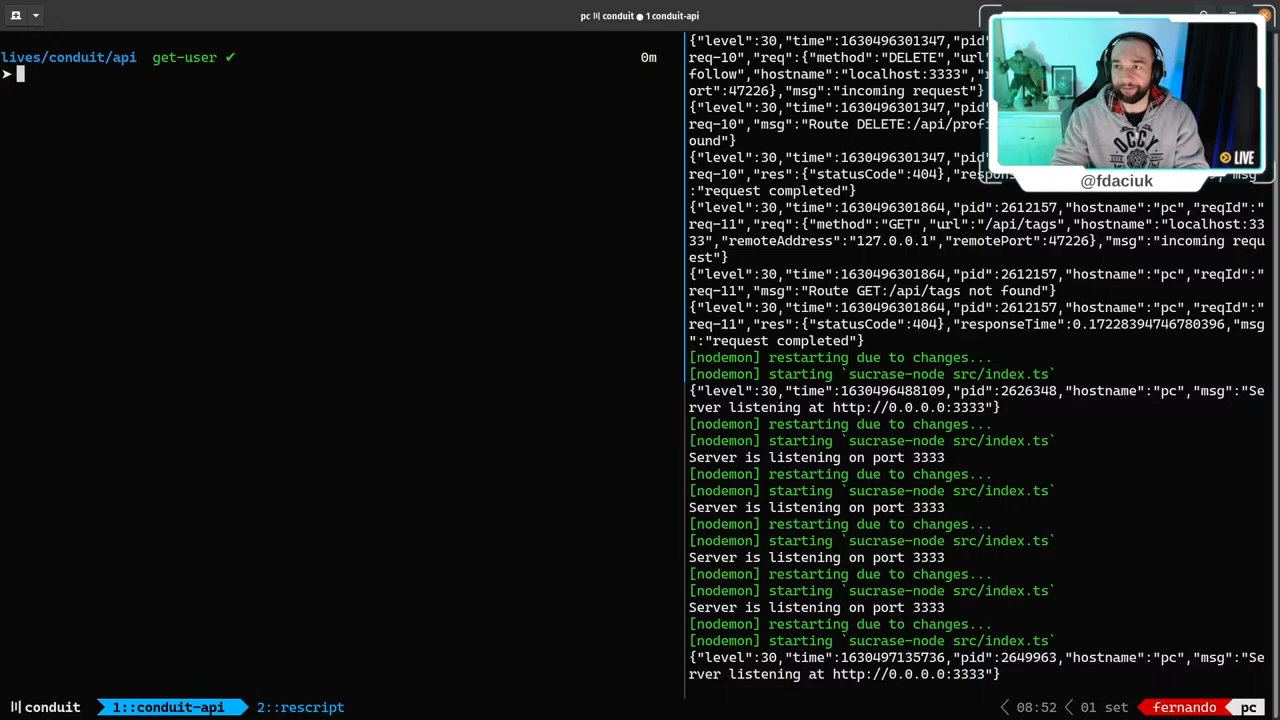 pc ⧘ conduit ● 1 conduit-api
lives/conduit/api get-user ✔ 0m
➤
{"level":30,"time":1630496301347,"pid
req-10","req":{"method":"DELETE","url
follow","hostname":"localhost:3333","r
ort":47226},"msg":"incoming request"}
{"level":30,"time":1630496301347,"pid
req-10","msg":"Route DELETE:/api/prof
ound"}
{"level":30,"time":1630496301347,"pid
req-10","res":{"statusCode":404},"respons msg
:"request completed"}
{"level":30,"time":1630496301864,"pid":2612157,"hostname":"pc","reqId":"
req-11","req":{"method":"GET","url":"/api/tags","hostname":"localhost:33
33","remoteAddress":"127.0.0.1","remotePort":47226},"msg":"incoming requ
est"}
{"level":30,"time":1630496301864,"pid":2612157,"hostname":"pc","reqId":"
req-11","msg":"Route GET:/api/tags not found"}
{"level":30,"time":1630496301864,"pid":2612157,"hostname":"pc","reqId":"
req-11","res":{"statusCode":404},"responseTime":0.17228394746780396,"msg
":"request completed"}
[nodemon] restarting due to changes...
[nodemon] starting `sucrase-node src/index.ts`
{"level":30,"time":1630496488109,"pid":2626348,"hostname":"pc","msg":"Se
rver listening at http://0.0.0.0:3333"}
[nodemon] restarting due to changes...
[nodemon] starting `sucrase-node src/index.ts`
Server is listening on port 3333
[nodemon] restarting due to changes...
[nodemon] starting `sucrase-node src/index.ts`
Server is listening on port 3333
[nodemon] restarting due to changes...
[nodemon] starting `sucrase-node src/index.ts`
Server is listening on port 3333
[nodemon] restarting due to changes...
[nodemon] starting `sucrase-node src/index.ts`
Server is listening on port 3333
[nodemon] restarting due to changes...
[nodemon] starting `sucrase-node src/index.ts`
{"level":30,"time":1630497135736,"pid":2649963,"hostname":"pc","msg":"Se
rver listening at http://0.0.0.0:3333"}
OCCY
LIVE
@fdaciuk
conduit 1::conduit-api 2::rescript 08:52 01 set fernando pc